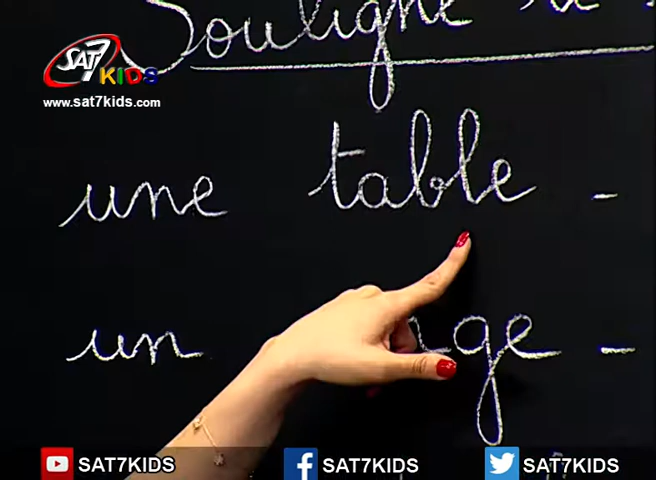 Souligne
SAT7 KIDS
www.sat7kids.com
une table -
un -
SAT7KIDS SAT7KIDS SAT7KIDS